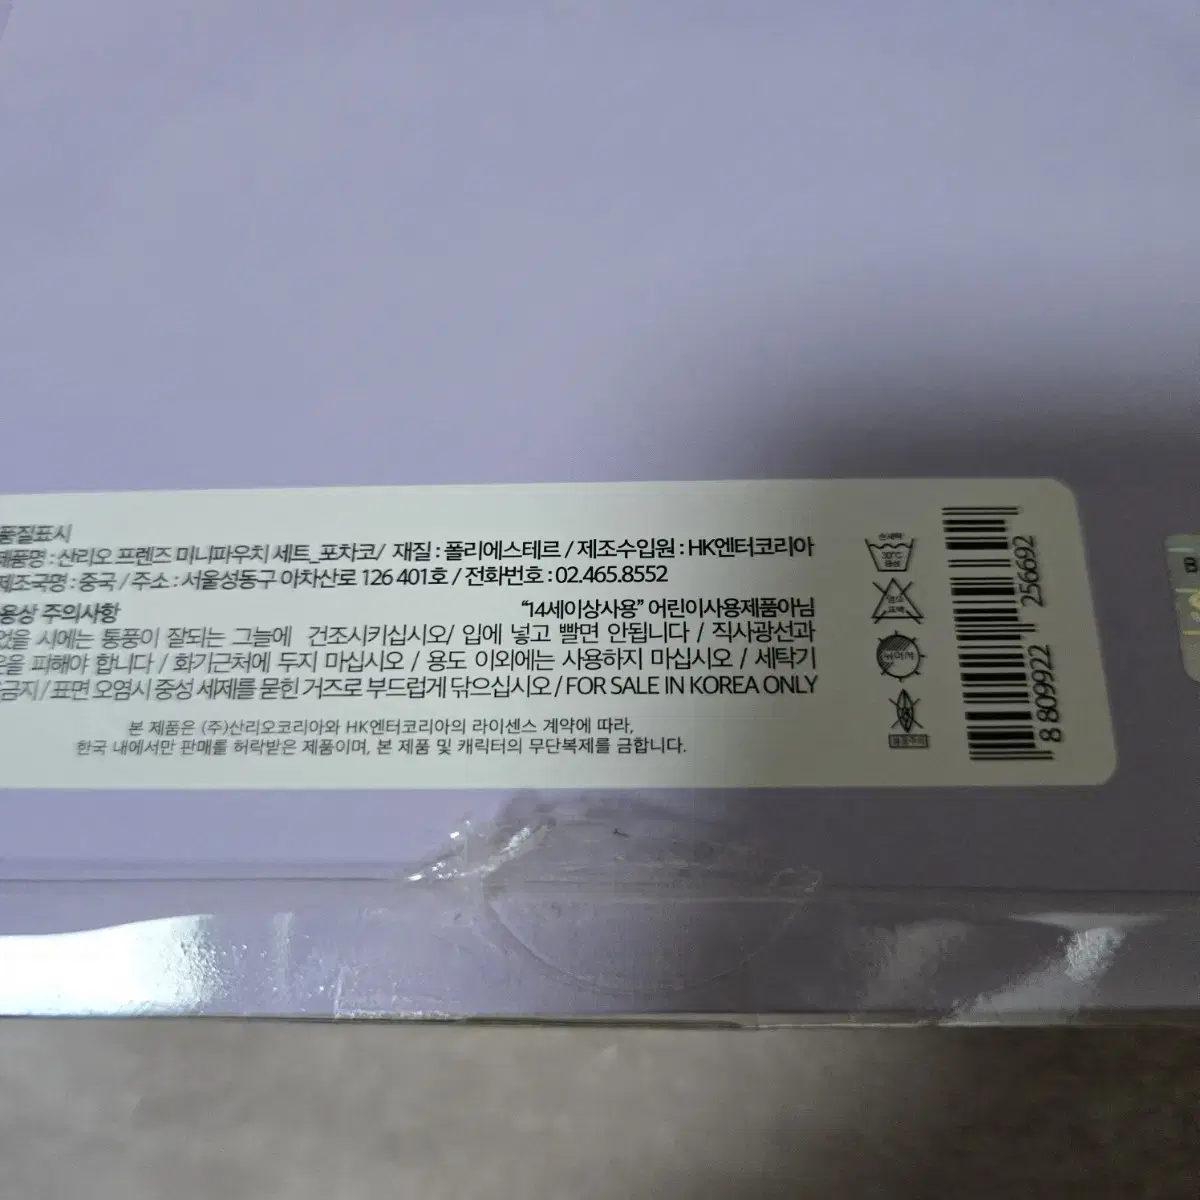 품질표시
제품명 : 산리오 프렌즈 미니파우치 세트_포차코/ 재질 : 폴리에스테르 / 제조수입원 : HK엔터코리아
제조국명 : 중국 / 주소 : 서울성동구 아차산로 126 401호 / 전화번호 : 02.465.8552
용상 주의사항 "14세이상사용" 어린이사용제품아님
었을 시에는 통풍이 잘되는 그늘에 건조시키십시오/ 입에 넣고 빨면 안됩니다 / 직사광선과
을 피해야 합니다 / 화기근처에 두지 마십시오 / 용도 이외에는 사용하지 마십시오 / 세탁기
금지 / 표면 오염시 중성 세제를 묻힌 거즈로 부드럽게 닦으십시오 / FOR SALE IN KOREA ONLY
본 제품은 (주)산리오코리아와 HK엔터코리아의 라이센스 계약에 따라,
한국 내에서만 판매를 허락받은 제품이며, 본 제품 및 캐릭터의 무단복제를 금합니다.
손세탁
30°C
중성
염소
표백
8 809922 256692
B